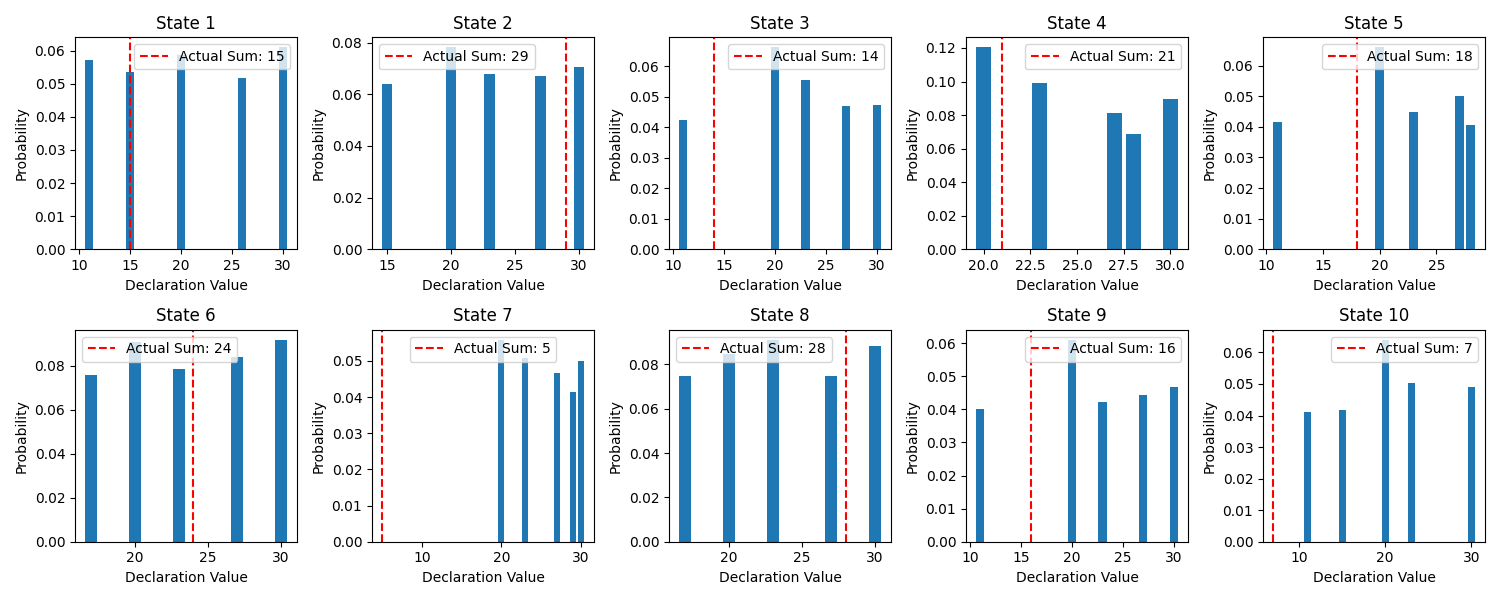 State 1
Actual Sum: 15
0.06
0.05
0.04
0.03
0.02
0.01
0.00
Probability
10 15 20 25 30
Declaration Value
State 2
Actual Sum: 29
0.08
0.06
0.04
0.02
0.00
Probability
15 20 25 30
Declaration Value
State 3
Actual Sum: 14
0.06
0.05
0.04
0.03
0.02
0.01
0.00
Probability
10 15 20 25 30
Declaration Value
State 4
Actual Sum: 21
0.12
0.10
0.08
0.06
0.04
0.02
0.00
Probability
20.0 22.5 25.0 27.5 30.0
Declaration Value
State 5
Actual Sum: 18
0.06
0.05
0.04
0.03
0.02
0.01
0.00
Probability
10 15 20 25
Declaration Value
State 6
Actual Sum: 24
0.08
0.06
0.04
0.02
0.00
Probability
20 25 30
Declaration Value
State 7
Actual Sum: 5
0.05
0.04
0.03
0.02
0.01
0.00
Probability
10 20 30
Declaration Value
State 8
Actual Sum: 28
0.08
0.06
0.04
0.02
0.00
Probability
20 25 30
Declaration Value
State 9
Actual Sum: 16
0.06
0.05
0.04
0.03
0.02
0.01
0.00
Probability
10 15 20 25 30
Declaration Value
State 10
Actual Sum: 7
0.06
0.05
0.04
0.03
0.02
0.01
0.00
Probability
10 20 30
Declaration Value